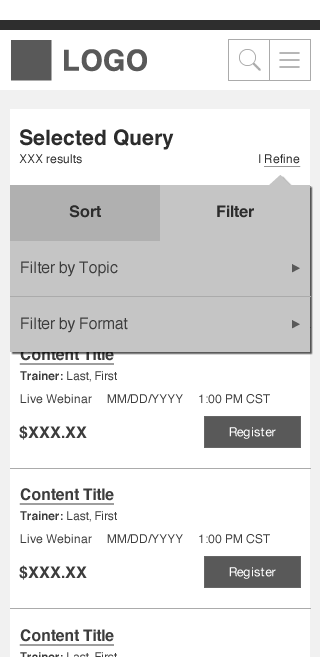 LOGO
Selected Query
XXX results
| Refine
Sort
Filter
Filter by Topic
Filter by Format
Content Title
Trainer: Last, First
Live Webinar MM/DD/YYYY 1:00 PM CST
$XXX.XX
Register
Content Title
Trainer: Last, First
Live Webinar MM/DD/YYYY 1:00 PM CST
$XXX.XX
Register
Content Title
Trainer: Last, First